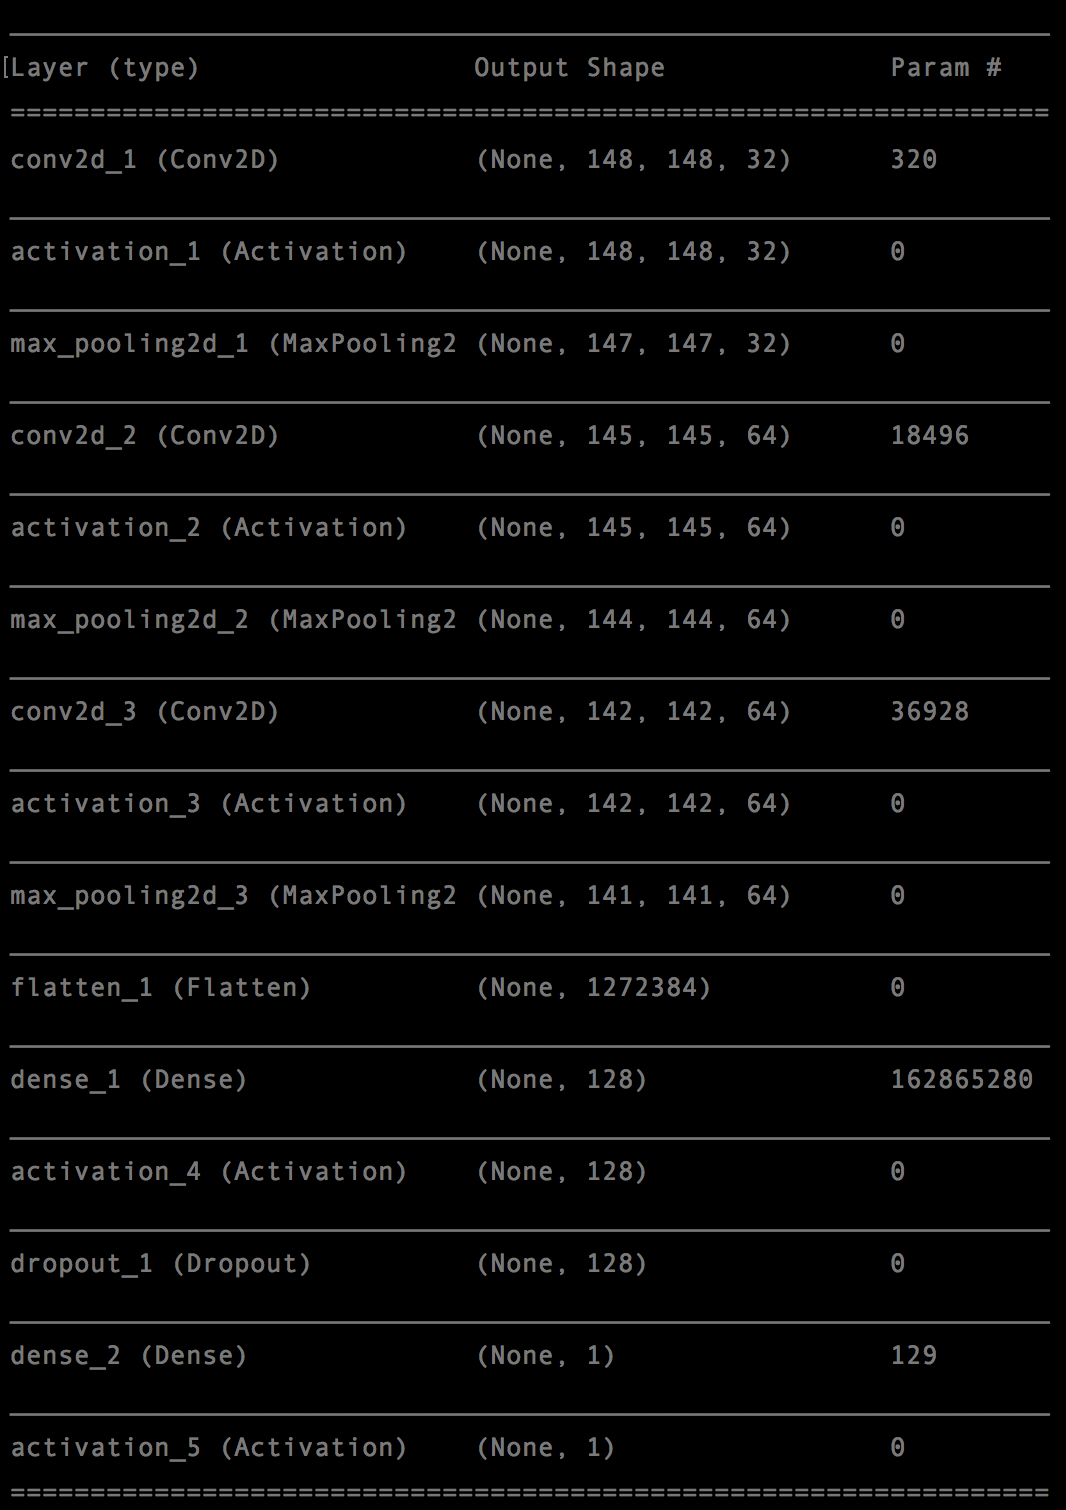 Layer (type) Output Shape Param #
=================================================================
conv2d_1 (Conv2D) (None, 148, 148, 32) 320
activation_1 (Activation) (None, 148, 148, 32) 0
max_pooling2d_1 (MaxPooling2 (None, 147, 147, 32) 0
conv2d_2 (Conv2D) (None, 145, 145, 64) 18496
activation_2 (Activation) (None, 145, 145, 64) 0
max_pooling2d_2 (MaxPooling2 (None, 144, 144, 64) 0
conv2d_3 (Conv2D) (None, 142, 142, 64) 36928
activation_3 (Activation) (None, 142, 142, 64) 0
max_pooling2d_3 (MaxPooling2 (None, 141, 141, 64) 0
flatten_1 (Flatten) (None, 1272384) 0
dense_1 (Dense) (None, 128) 162865280
activation_4 (Activation) (None, 128) 0
dropout_1 (Dropout) (None, 128) 0
dense_2 (Dense) (None, 1) 129
activation_5 (Activation) (None, 1) 0
=================================================================